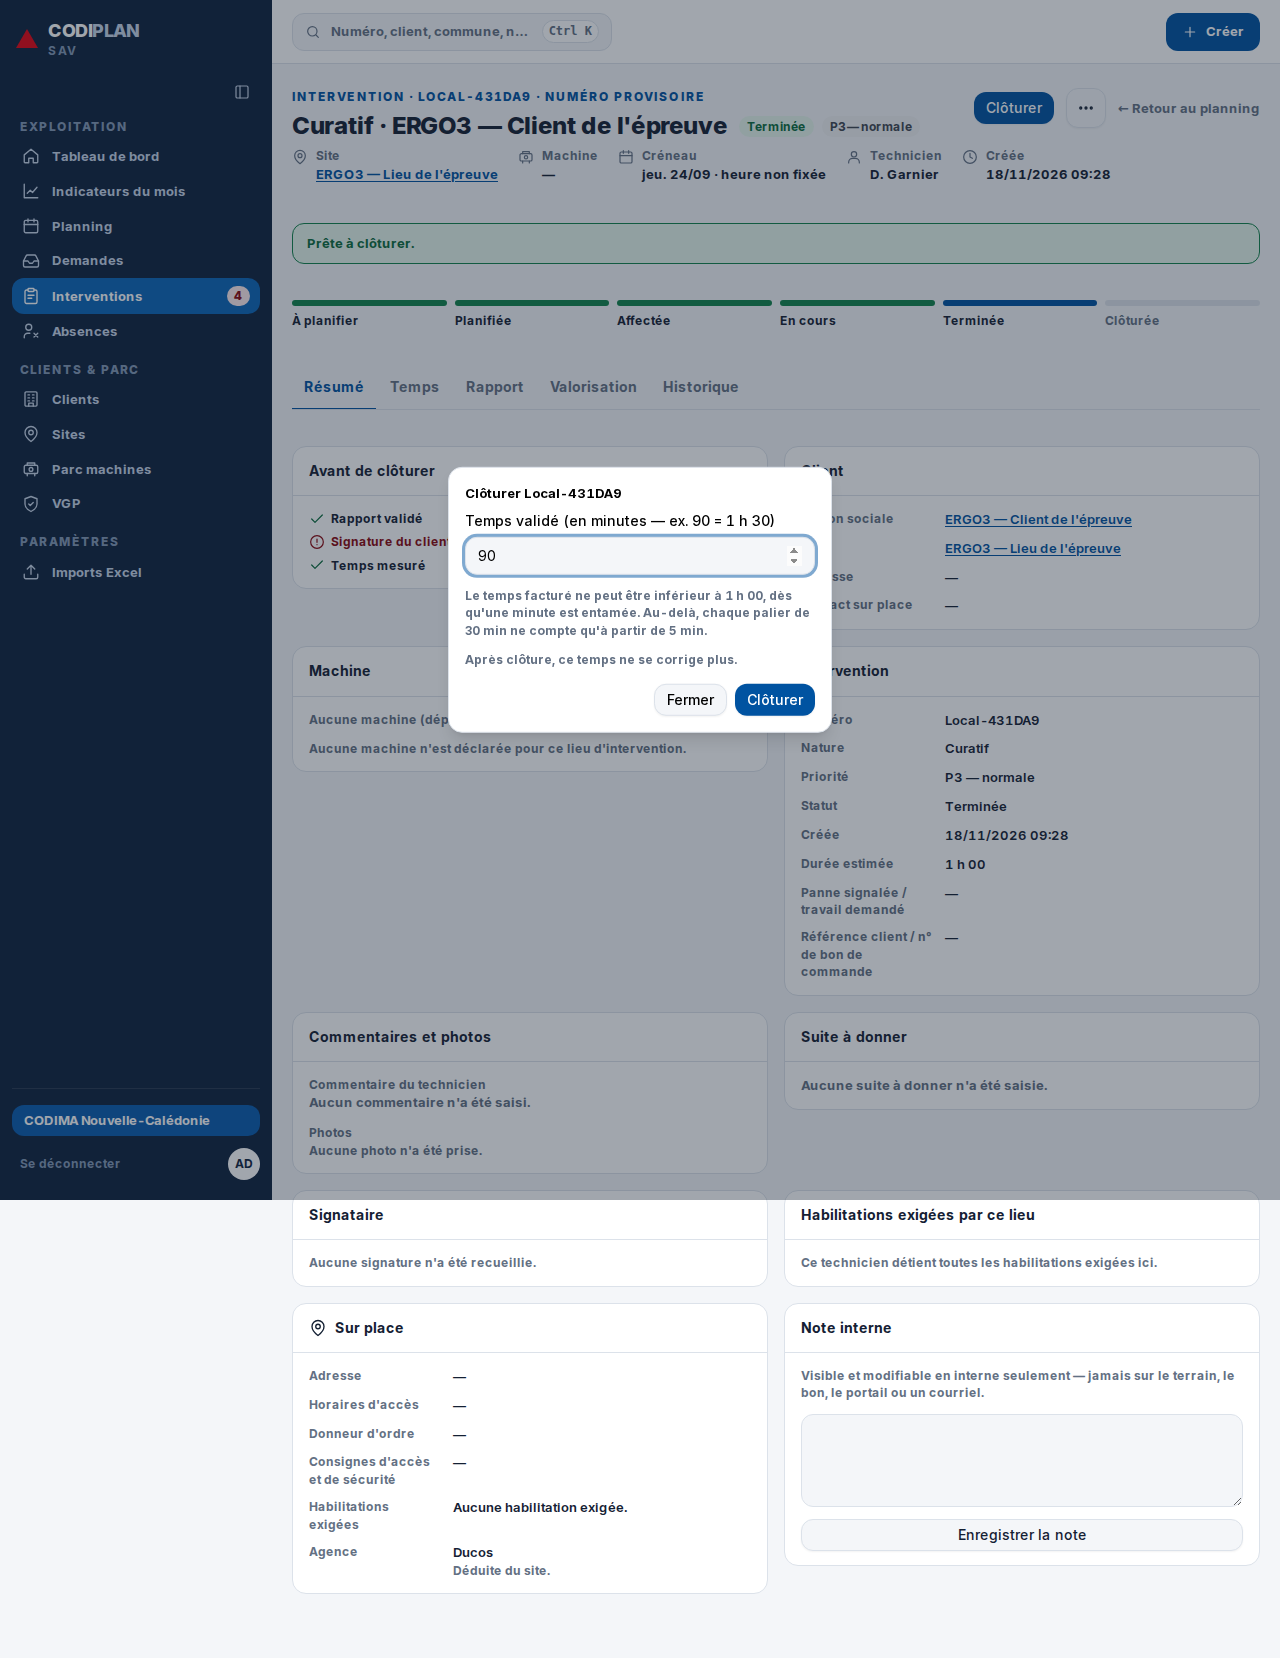 CODIPLAN
SAV
EXPLOITATION
Tableau de bord
Indicateurs du mois
Planning
Demandes
Interventions 4
Absences
CLIENTS & PARC
Clients
Sites
Parc machines
VGP
PARAMÈTRES
Imports Excel
CODIMA Nouvelle-Calédonie
Se déconnecter AD
Numéro, client, commune, n… Ctrl K
Créer
INTERVENTION · LOCAL-431DA9 · NUMÉRO PROVISOIRE
Curatif · ERGO3 — Client de l'épreuve Terminée P3 — normale
Clôturer ← Retour au planning
Site
ERGO3 — Lieu de l'épreuve
Machine
—
Créneau
jeu. 24/09 · heure non fixée
Technicien
D. Garnier
Créée
18/11/2026 09:28
Prête à clôturer.
À planifier Planifiée Affectée En cours Terminée Clôturée
Résumé Temps Rapport Valorisation Historique
Avant de clôturer
Rapport validé
Signature du client
Temps mesuré
sociale ERGO3 — Client de l'épreuve
ERGO3 — Lieu de l'épreuve
—
sur place —
Clôturer Local-431DA9
Temps validé (en minutes — ex. 90 = 1 h 30)
90
Le temps facturé ne peut être inférieur à 1 h 00, dès
qu'une minute est entamée. Au-delà, chaque palier de
30 min ne compte qu'à partir de 5 min.
Après clôture, ce temps ne se corrige plus.
Fermer Clôturer
Machine
Aucune machine
Aucune machine n'est déclarée pour ce lieu d'intervention.
Local-431DA9
Nature Curatif
Priorité P3 — normale
Statut Terminée
Créée 18/11/2026 09:28
Durée estimée 1 h 00
Panne signalée / —
travail demandé
Référence client / n° —
de bon de
commande
Commentaires et photos
Commentaire du technicien
Aucun commentaire n'a été saisi.
Photos
Aucune photo n'a été prise.
Suite à donner
Aucune suite à donner n'a été saisie.
Signataire
Aucune signature n'a été recueillie.
Habilitations exigées par ce lieu
Ce technicien détient toutes les habilitations exigées ici.
Sur place
Adresse —
Horaires d'accès —
Donneur d'ordre —
Consignes d'accès —
et de sécurité
Habilitations Aucune habilitation exigée.
exigées
Agence Ducos
Déduite du site.
Note interne
Visible et modifiable en interne seulement — jamais sur le terrain, le
bon, le portail ou un courriel.
Enregistrer la note